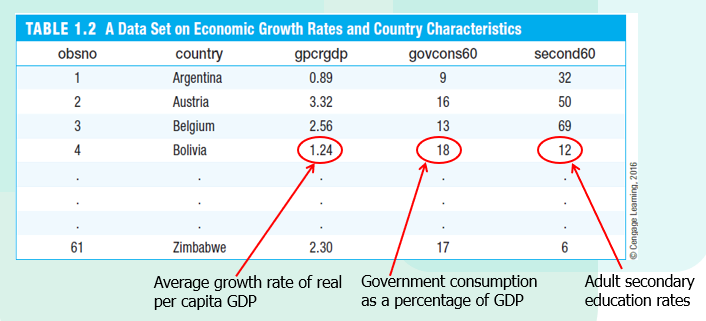 TABLE 1.2 A Data Set on Economic Growth Rates and Country Characteristics
obsno country gpcrgdp govcons60 second60
1 Argentina 0.89 9 32
2 Austria 3.32 16 50
3 Belgium 2.56 13 69
4 Bolivia 1.24 18 12
. . . . .
. . . . .
. . . . .
61 Zimbabwe 2.30 17 6
© Cengage Learning, 2016
Average growth rate of real
per capita GDP
Government consumption
as a percentage of GDP
Adult secondary
education rates